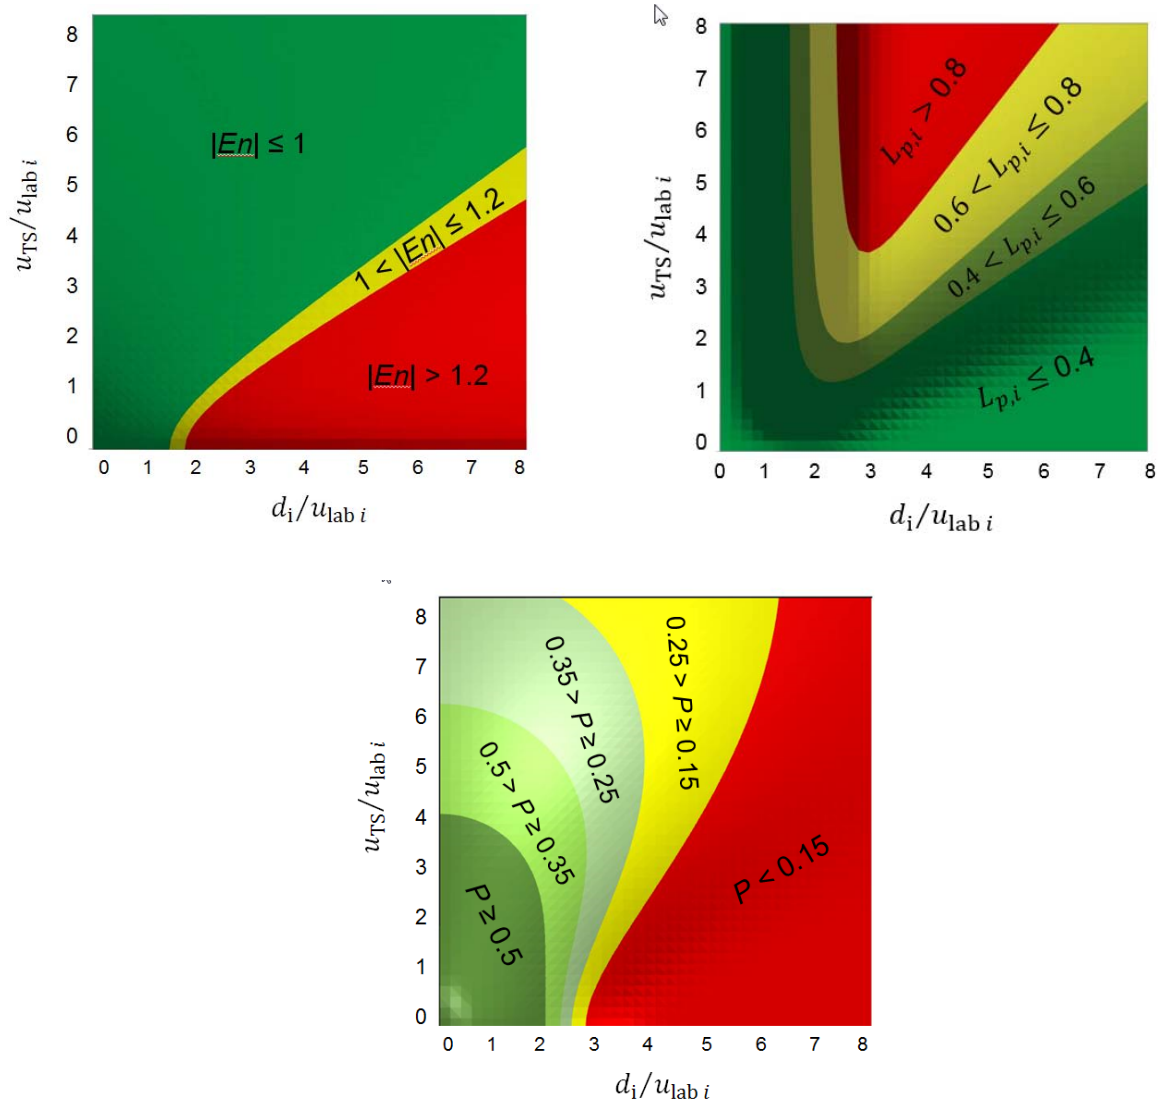 8
7
6
5
4
3
2
1
0
u_TS/u_lab i
|En| ≤ 1
1 < |En| ≤ 1.2
|En| > 1.2
0 1 2 3 4 5 6 7 8
d_i/u_lab i
8
7
6
5
4
3
2
1
0
u_TS/u_lab i
L_p,i > 0.8
0.6 < L_p,i ≤ 0.8
0.4 < L_p,i ≤ 0.6
L_p,i ≤ 0.4
0 1 2 3 4 5 6 7 8
d_i/u_lab i
8
7
6
5
4
3
2
1
0
u_TS/u_lab i
P ≥ 0.5
0.5 > P ≥ 0.35
0.35 > P ≥ 0.25
0.25 > P ≥ 0.15
P < 0.15
0 1 2 3 4 5 6 7 8
d_i/u_lab i